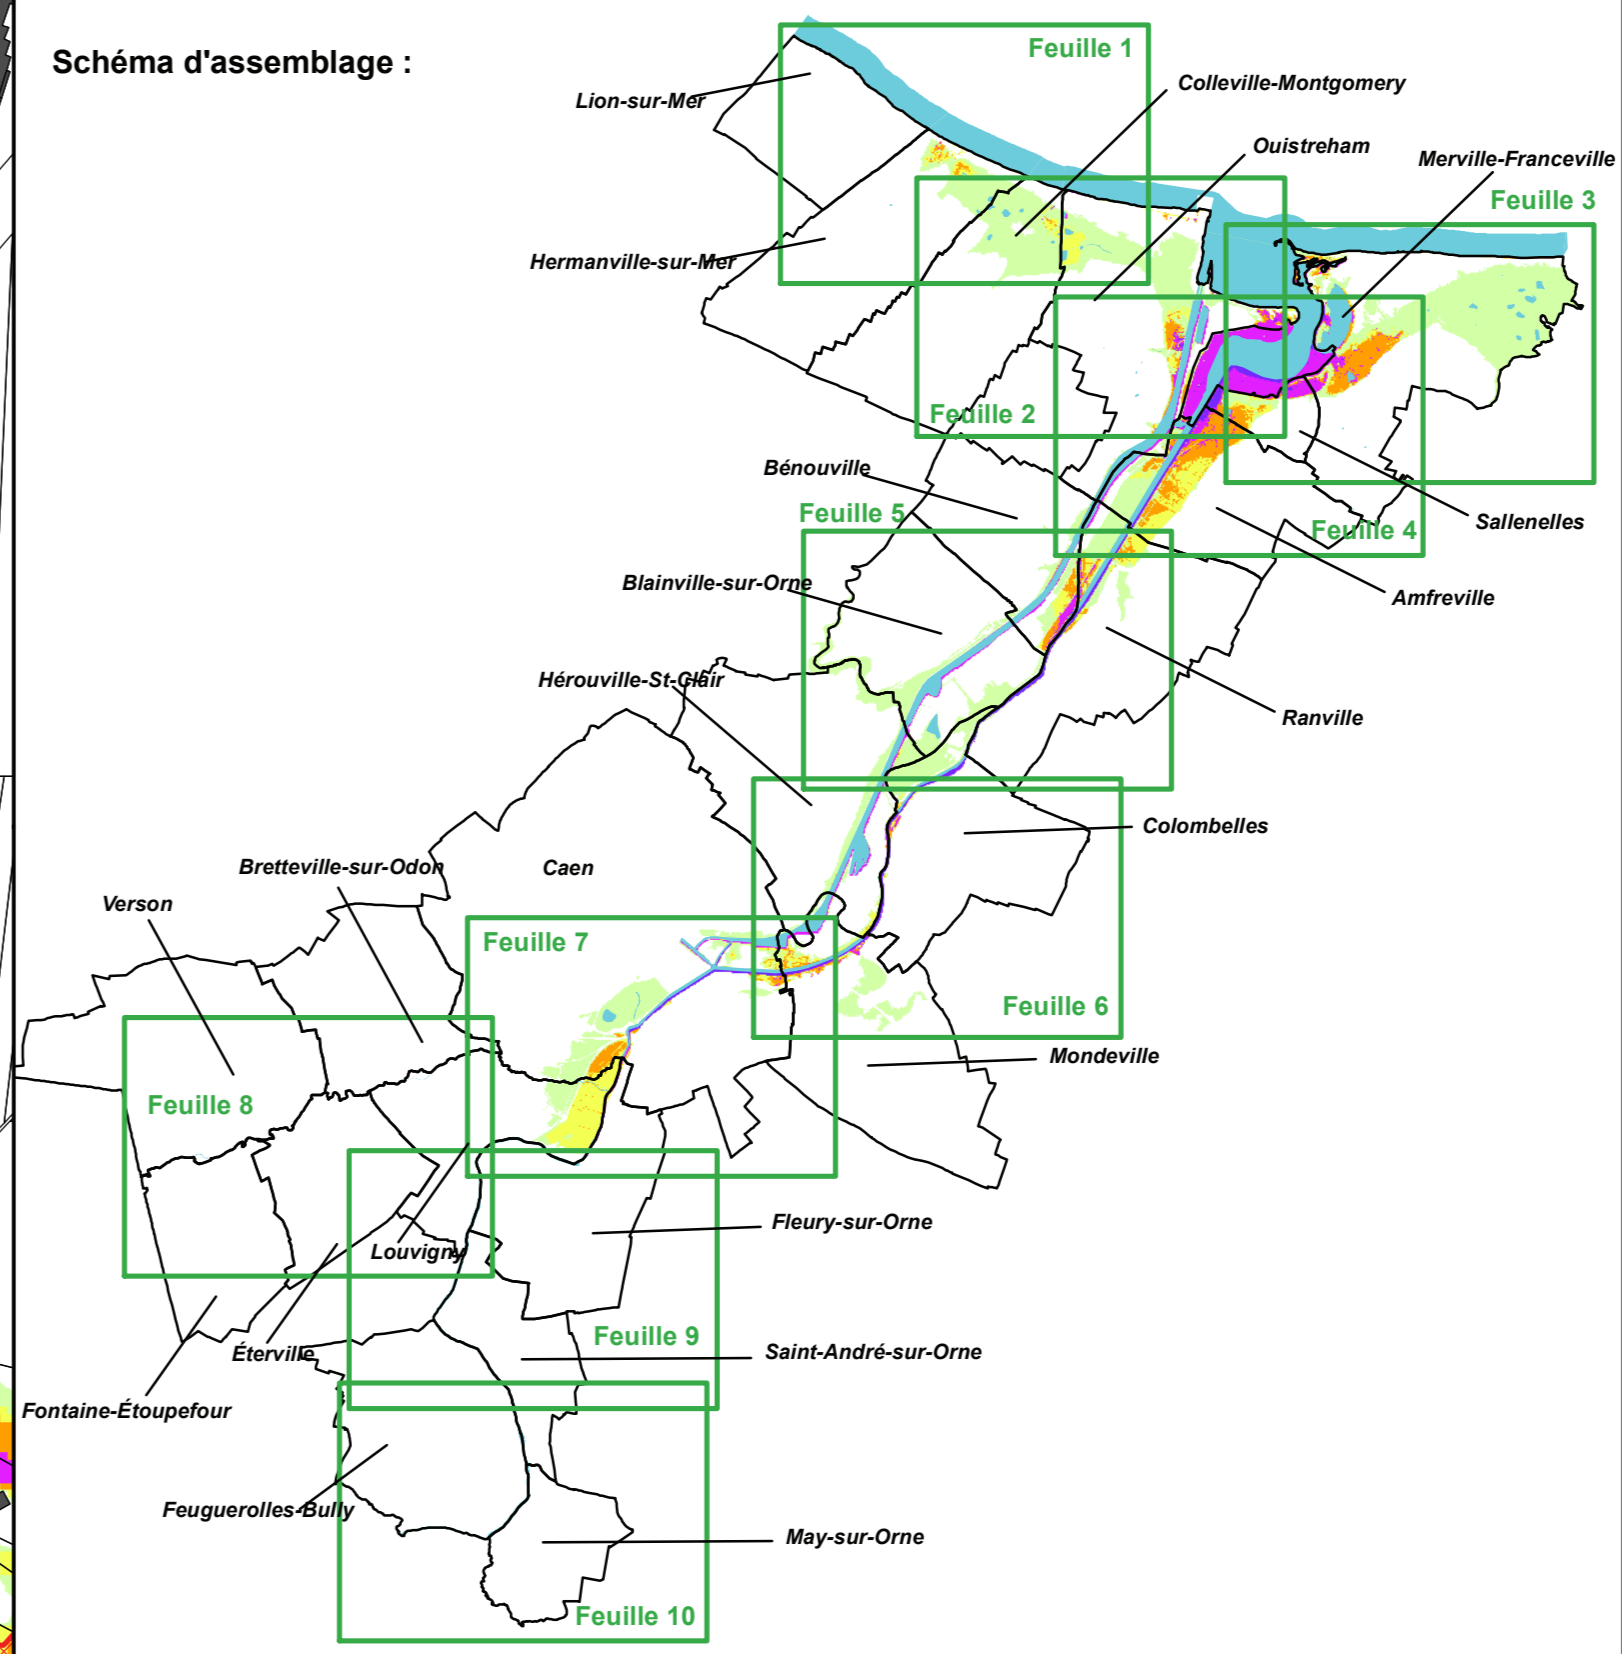 Schéma d'assemblage :
Feuille 1
Colleville-Montgomery
Lion-sur-Mer
Ouistreham
Merville-Franceville
Feuille 3
Hermanville-sur-Mer
Feuille 2
Bénouville
Feuille 5
Sallenelles
Feuille 4
Blainville-sur-Orne
Amfreville
Hérouville-St-Clair
Ranville
Colombelles
Bretteville-sur-Odon
Caen
Verson
Feuille 7
Feuille 6
Mondeville
Feuille 8
Fleury-sur-Orne
Louvigny
Feuille 9
Éterville
Saint-André-sur-Orne
Fontaine-Étoupefour
Feuguerolles-Bully
May-sur-Orne
Feuille 10